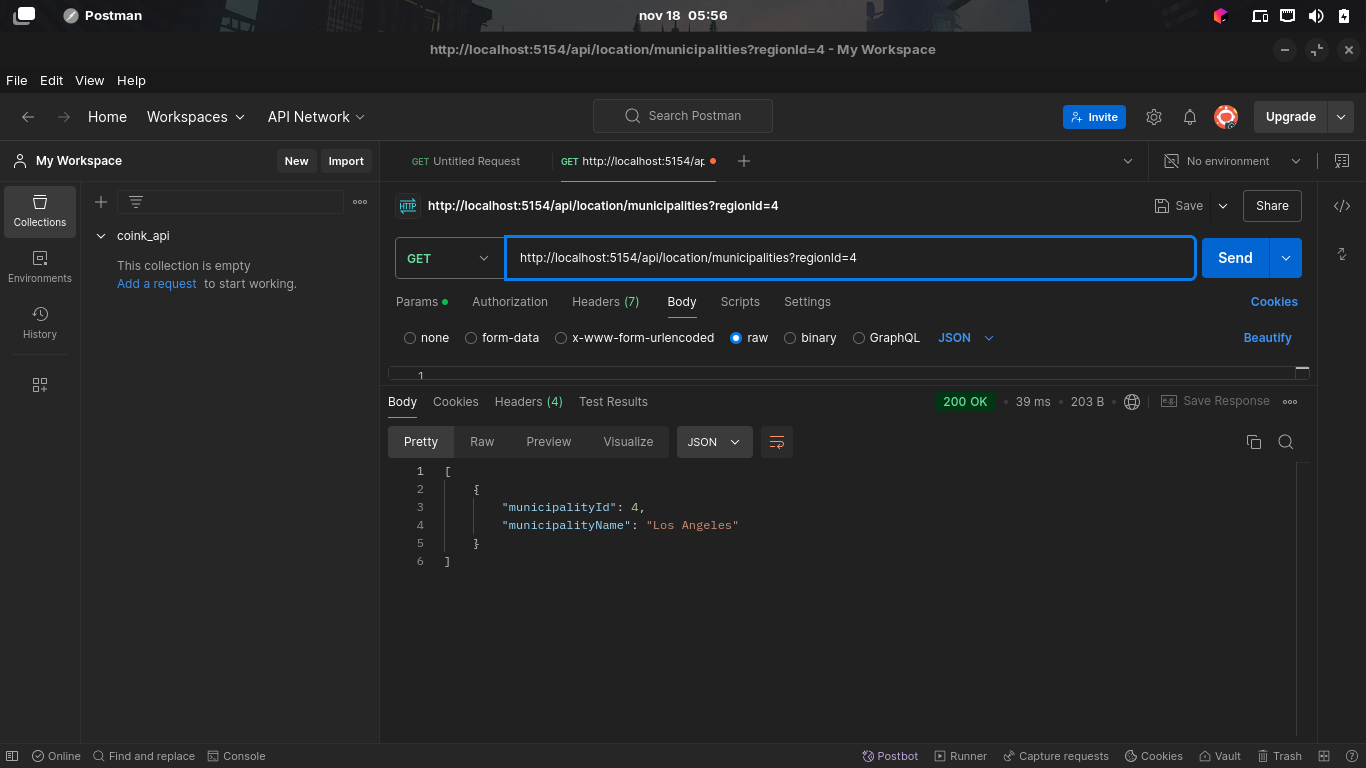 Postman
nov 18 05:56
http://localhost:5154/api/location/municipalities?regionId=4 - My Workspace
File Edit View Help
Home Workspaces API Network
Search Postman
Invite
Upgrade
My Workspace
New Import
GET Untitled Request
GET http://localhost:5154/ap
No environment
Collections
Environments
History
coink_api
This collection is empty
Add a request to start working.
HTTP http://localhost:5154/api/location/municipalities?regionId=4
Save
Share
GET http://localhost:5154/api/location/municipalities?regionId=4
Send
Params Authorization Headers (7) Body Scripts Settings
Cookies
none form-data x-www-form-urlencoded raw binary GraphQL JSON
Beautify
1
Body Cookies Headers (4) Test Results
200 OK • 39 ms • 203 B
e.g. Save Response
Pretty Raw Preview Visualize JSON
1 [
2 {
3 "municipalityId": 4,
4 "municipalityName": "Los Angeles"
5 }
6 ]
Online Find and replace Console
Postbot Runner Capture requests Cookies Vault Trash